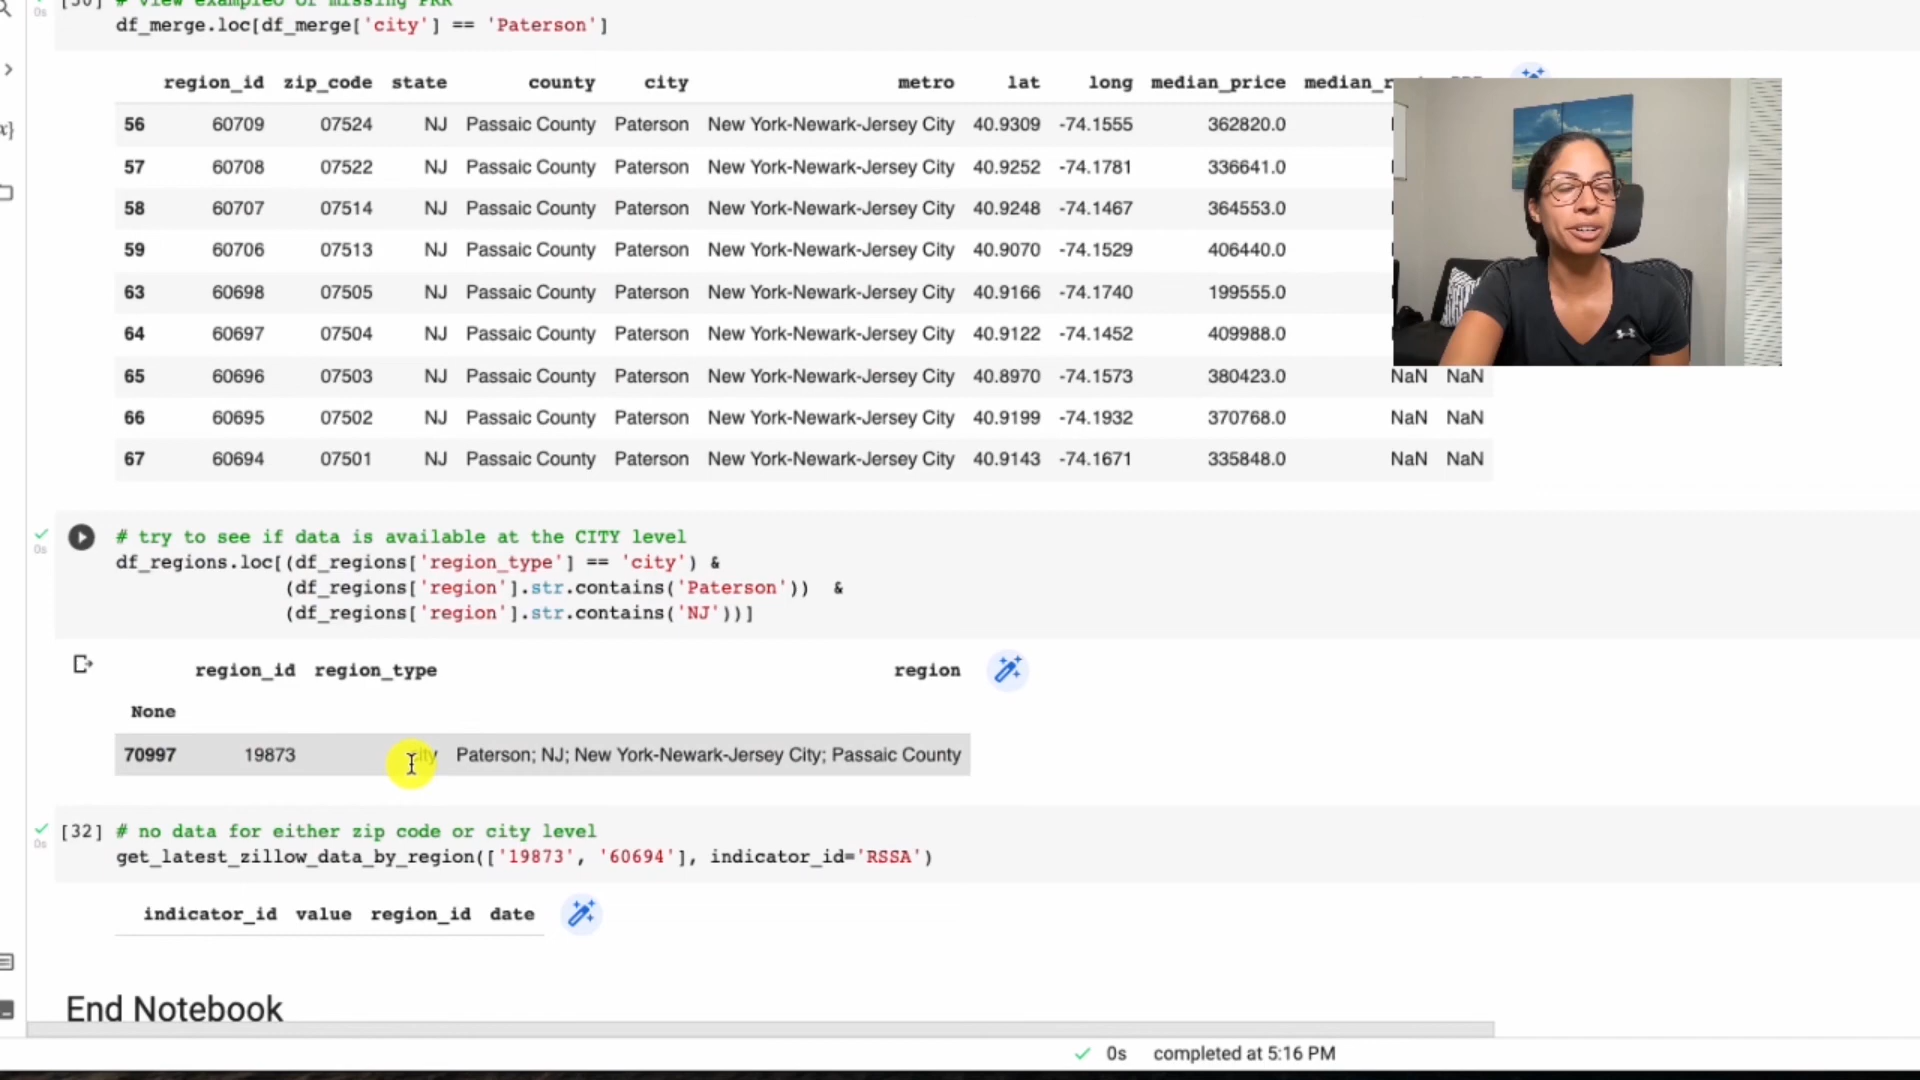 [30] # view exampleo of missing PRR
df_merge.loc[df_merge['city'] == 'Paterson']
region_id zip_code state county city metro lat long median_price
56 60709 07524 NJ Passaic County Paterson New York-Newark-Jersey City 40.9309 -74.1555 362820.0
57 60708 07522 NJ Passaic County Paterson New York-Newark-Jersey City 40.9252 -74.1781 336641.0
58 60707 07514 NJ Passaic County Paterson New York-Newark-Jersey City 40.9248 -74.1467 364553.0
59 60706 07513 NJ Passaic County Paterson New York-Newark-Jersey City 40.9070 -74.1529 406440.0
63 60698 07505 NJ Passaic County Paterson New York-Newark-Jersey City 40.9166 -74.1740 199555.0
64 60697 07504 NJ Passaic County Paterson New York-Newark-Jersey City 40.9122 -74.1452 409988.0
65 60696 07503 NJ Passaic County Paterson New York-Newark-Jersey City 40.8970 -74.1573 380423.0 NaN NaN
66 60695 07502 NJ Passaic County Paterson New York-Newark-Jersey City 40.9199 -74.1932 370768.0 NaN NaN
67 60694 07501 NJ Passaic County Paterson New York-Newark-Jersey City 40.9143 -74.1671 335848.0 NaN NaN
0s # try to see if data is available at the CITY level
df_regions.loc[(df_regions['region_type'] == 'city') &
(df_regions['region'].str.contains('Paterson')) &
(df_regions['region'].str.contains('NJ'))]
region_id region_type region
None
70997 19873 city Paterson; NJ; New York-Newark-Jersey City; Passaic County
0s [32] # no data for either zip code or city level
get_latest_zillow_data_by_region(['19873', '60694'], indicator_id='RSSA')
indicator_id value region_id date
End Notebook
0s completed at 5:16 PM